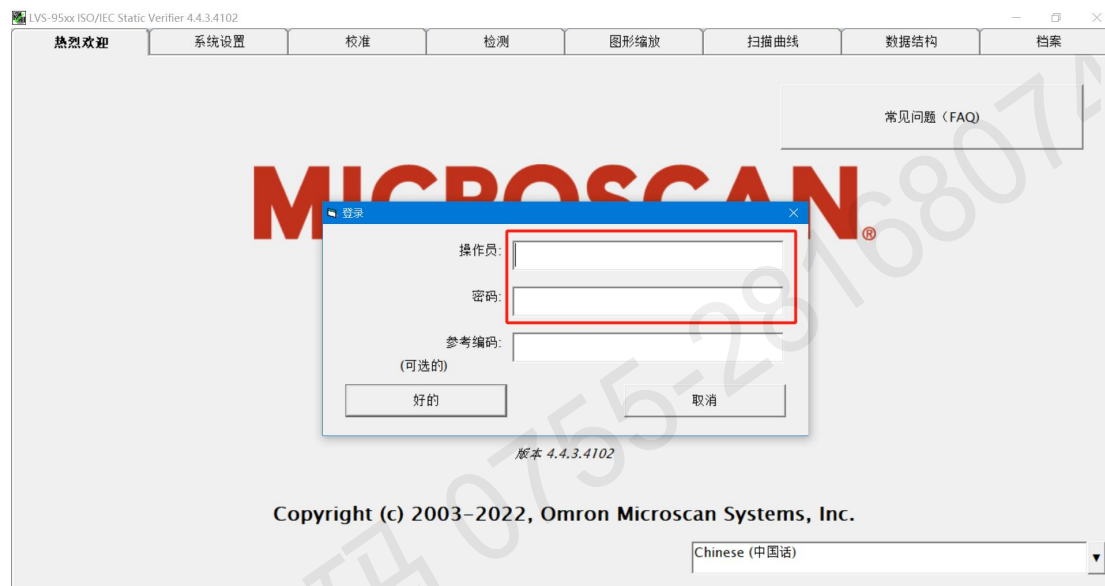 LVS-95xx ISO/IEC Static Verifier 4.4.3.4102
热烈欢迎 系统设置 校准 检测 图形缩放 扫描曲线 数据结构 档案
常见问题（FAQ)
MICROSCAN®
登录
操作员:
密码:
参考编码:
(可选的)
好的 取消
版本 4.4.3.4102
Copyright (c) 2003-2022, Omron Microscan Systems, Inc.
Chinese (中国话)
码 0755-28168074